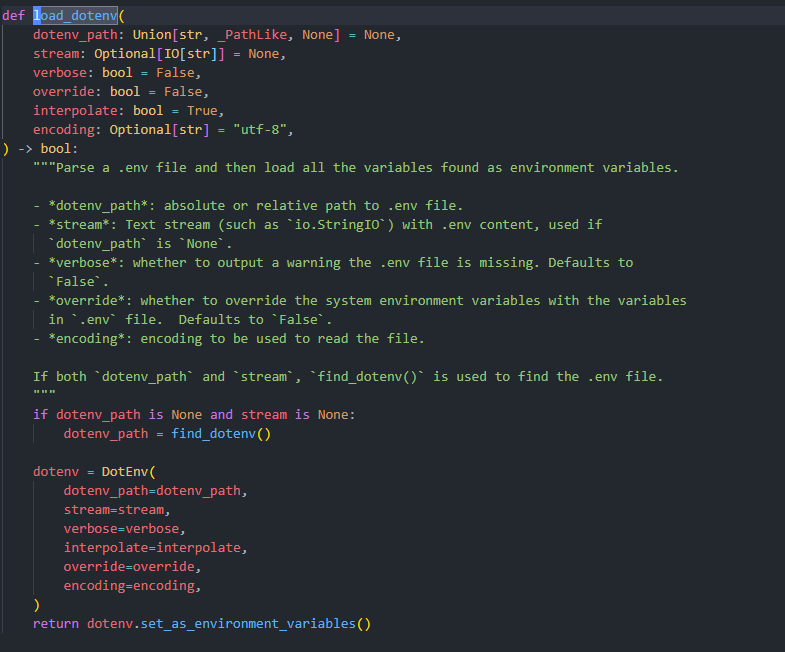 def load_dotenv(
    dotenv_path: Union[str, _PathLike, None] = None,
    stream: Optional[IO[str]] = None,
    verbose: bool = False,
    override: bool = False,
    interpolate: bool = True,
    encoding: Optional[str] = "utf-8",
) -> bool:
    """Parse a .env file and then load all the variables found as environment variables.

    - *dotenv_path*: absolute or relative path to .env file.
    - *stream*: Text stream (such as `io.StringIO`) with .env content, used if
      `dotenv_path` is `None`.
    - *verbose*: whether to output a warning the .env file is missing. Defaults to
      `False`.
    - *override*: whether to override the system environment variables with the variables
      in `.env` file.  Defaults to `False`.
    - *encoding*: encoding to be used to read the file.

    If both `dotenv_path` and `stream`, `find_dotenv()` is used to find the .env file.
    """
    if dotenv_path is None and stream is None:
        dotenv_path = find_dotenv()

    dotenv = DotEnv(
        dotenv_path=dotenv_path,
        stream=stream,
        verbose=verbose,
        interpolate=interpolate,
        override=override,
        encoding=encoding,
    )
    return dotenv.set_as_environment_variables()